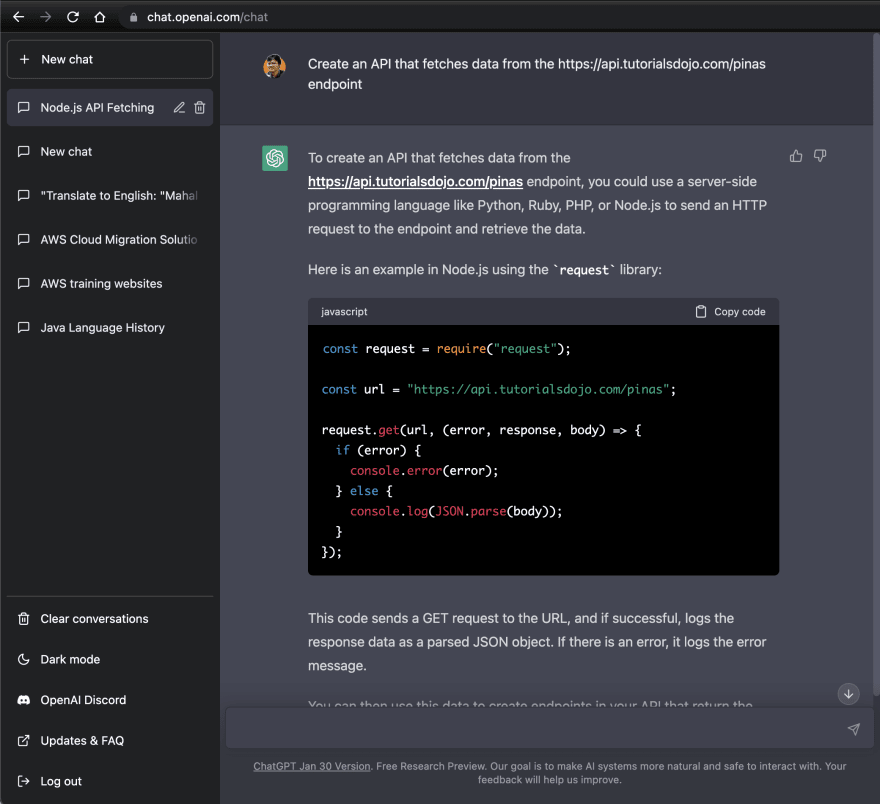 chat.openai.com/chat
New chat
Node.js API Fetching
New chat
"Translate to English: "Mahal
AWS Cloud Migration Solutio
AWS training websites
Java Language History
Clear conversations
Dark mode
OpenAI Discord
Updates & FAQ
Log out
Create an API that fetches data from the https://api.tutorialsdojo.com/pinas
endpoint
To create an API that fetches data from the
https://api.tutorialsdojo.com/pinas endpoint, you could use a server-side
programming language like Python, Ruby, PHP, or Node.js to send an HTTP
request to the endpoint and retrieve the data.
Here is an example in Node.js using the `request` library:
javascript
Copy code
const request = require("request");
const url = "https://api.tutorialsdojo.com/pinas";
request.get(url, (error, response, body) => {
  if (error) {
    console.error(error);
  } else {
    console.log(JSON.parse(body));
  }
});
This code sends a GET request to the URL, and if successful, logs the
response data as a parsed JSON object. If there is an error, it logs the error
message.
You can then use this data to create endpoints in your API that return the
ChatGPT Jan 30 Version. Free Research Preview. Our goal is to make AI systems more natural and safe to interact with. Your
feedback will help us improve.